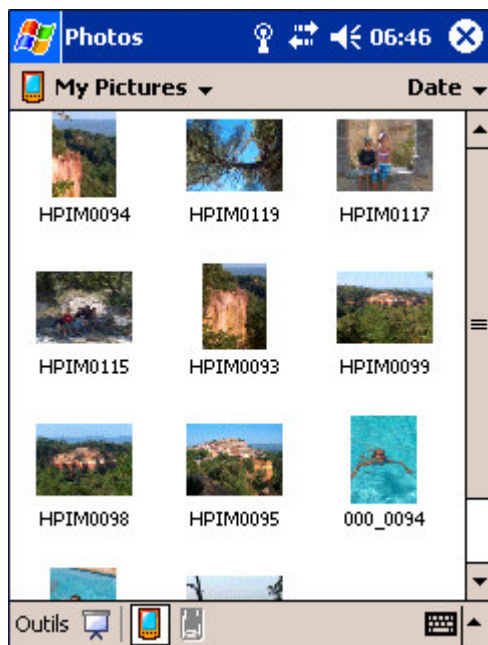 Photos 06:46
My Pictures Date
HPIM0094 HPIM0119 HPIM0117
HPIM0115 HPIM0093 HPIM0099
HPIM0098 HPIM0095 000_0094
Outils